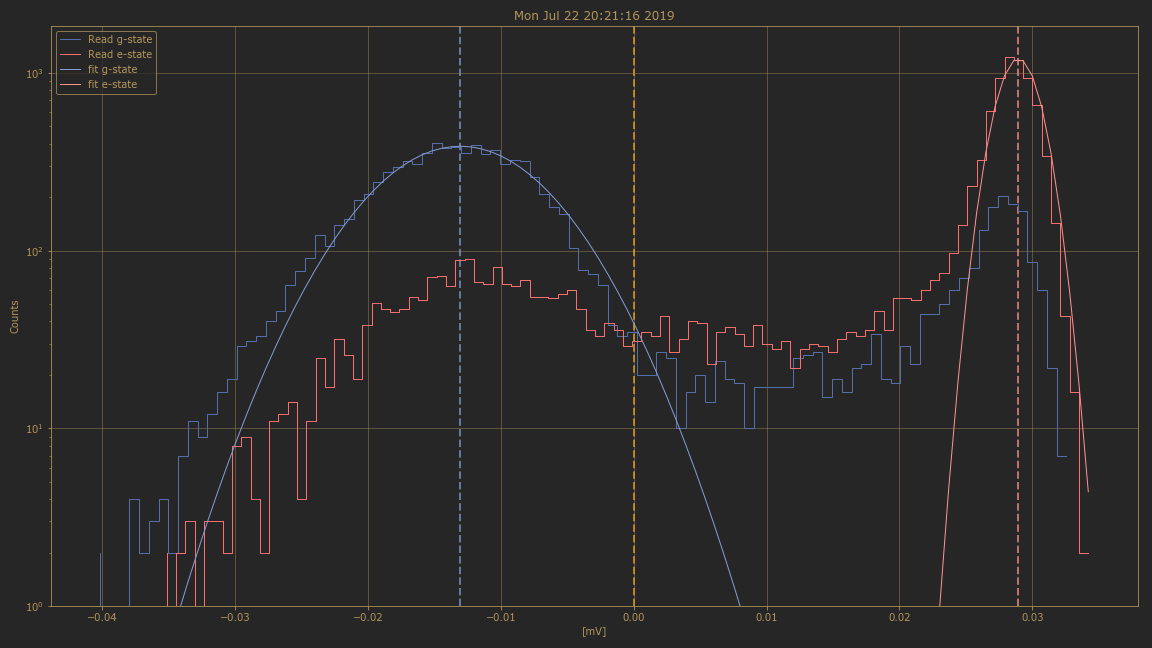 Mon Jul 22 20:21:16 2019
Read g-state
Read e-state
fit g-state
fit e-state
Counts
10³
10²
10¹
10⁰
−0.04 −0.03 −0.02 −0.01 0.00 0.01 0.02 0.03
[mV]